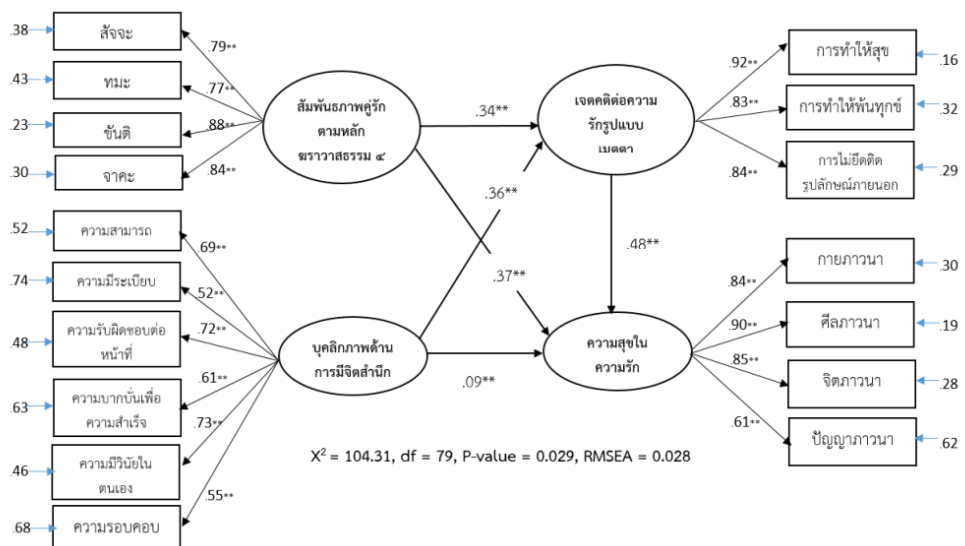 .38
สัจจะ
.79**
.43
ทมะ
.77**
.23
ขันติ
.88**
.30
จาคะ
.84**
สัมพันธภาพคู่รัก
ตามหลัก
ฆราวาสธรรม ๔
.34**
เจตคติต่อความ
รักรูปแบบ
เมตตา
.92**
การทำให้สุข
.16
.83**
การทำให้พ้นทุกข์
.32
.84**
การไม่ยึดติด
รูปลักษณ์ภายนอก
.29
.36**
.37**
.48**
.52
ความสามารถ
.69**
.74
ความมีระเบียบ
.52**
.48
ความรับผิดชอบต่อ
หน้าที่
.72**
.63
ความบากบั่นเพื่อ
ความสำเร็จ
.61**
.46
ความมีวินัยใน
ตนเอง
.73**
.68
ความรอบคอบ
.55**
บุคลิกภาพด้าน
การมีจิตสำนึก
.09**
ความสุขใน
ความรัก
.84**
กายภาวนา
.30
.90**
ศีลภาวนา
.19
.85**
จิตภาวนา
.28
.61**
ปัญญาภาวนา
.62
X² = 104.31, df = 79, P-value = 0.029, RMSEA = 0.028